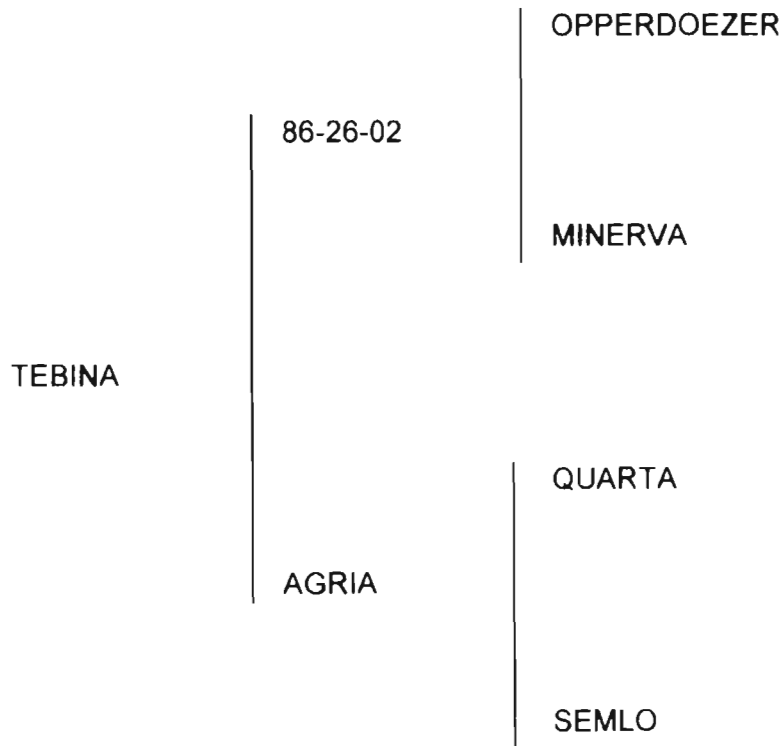 OPPERDOEZER
86-26-02
MINERVA
TEBINA
QUARTA
AGRIA
SEMLO